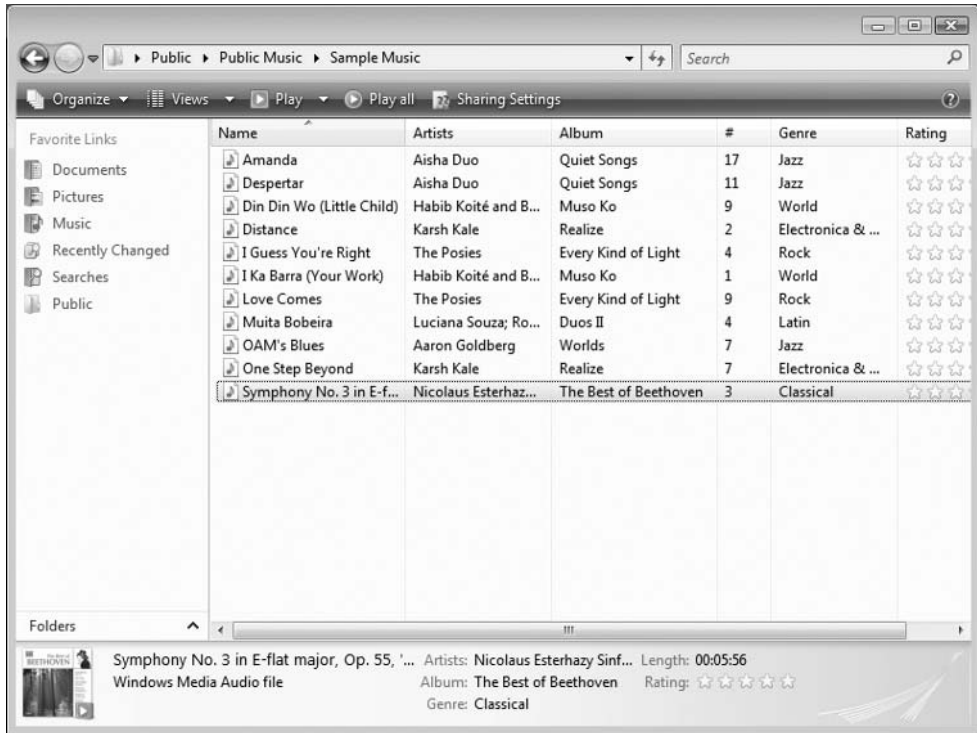 Public Public Music Sample Music Search
Organize Views Play Play all Sharing Settings
Favorite Links
Documents
Pictures
Music
Recently Changed
Searches
Public
Folders
Name Artists Album # Genre Rating
Amanda Aisha Duo Quiet Songs 17 Jazz
Despertar Aisha Duo Quiet Songs 11 Jazz
Din Din Wo (Little Child) Habib Koité and B... Muso Ko 9 World
Distance Karsh Kale Realize 2 Electronica & ...
I Guess You're Right The Posies Every Kind of Light 4 Rock
I Ka Barra (Your Work) Habib Koité and B... Muso Ko 1 World
Love Comes The Posies Every Kind of Light 9 Rock
Muita Bobeira Luciana Souza; Ro... Duos II 4 Latin
OAM's Blues Aaron Goldberg Worlds 7 Jazz
One Step Beyond Karsh Kale Realize 7 Electronica & ...
Symphony No. 3 in E-f... Nicolaus Esterhaz... The Best of Beethoven 3 Classical
BEETHOVEN
Symphony No. 3 in E-flat major, Op. 55, '... Artists: Nicolaus Esterhazy Sinf... Length: 00:05:56
Windows Media Audio file Album: The Best of Beethoven Rating:
Genre: Classical